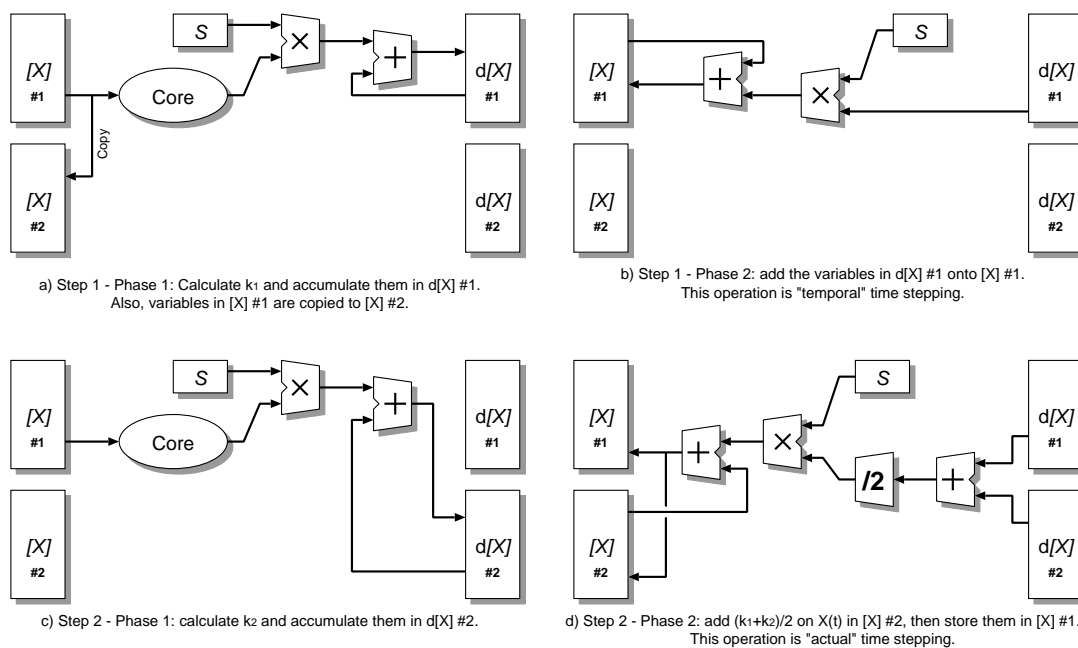 [X]
#1
Copy
[X]
#2
Core
S
×
+
d[X]
#1
d[X]
#2
a) Step 1 - Phase 1: Calculate k1 and accumulate them in d[X] #1.
Also, variables in [X] #1 are copied to [X] #2.
[X]
#1
[X]
#2
+
×
S
d[X]
#1
d[X]
#2
b) Step 1 - Phase 2: add the variables in d[X] #1 onto [X] #1.
This operation is "temporal" time stepping.
[X]
#1
[X]
#2
Core
S
×
+
d[X]
#1
d[X]
#2
c) Step 2 - Phase 1: calculate k2 and accumulate them in d[X] #2.
[X]
#1
[X]
#2
+
×
S
/2
+
d[X]
#1
d[X]
#2
d) Step 2 - Phase 2: add (k1+k2)/2 on X(t) in [X] #2, then store them in [X] #1.
This operation is "actual" time stepping.